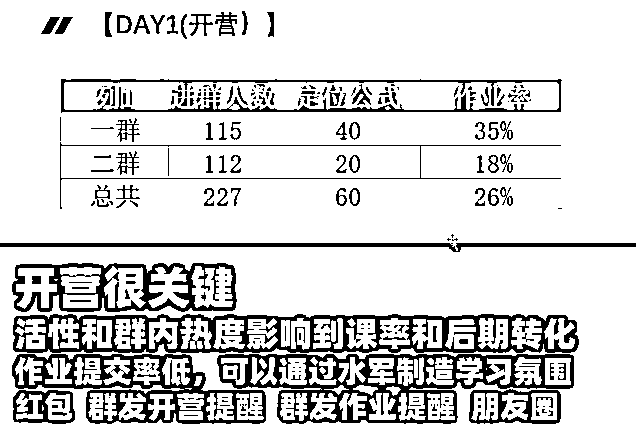 【DAY1(开营）】
列1 进群人数 定位公式 作业率
一群 115 40 35%
二群 112 20 18%
总共 227 60 26%
开营很关键
活性和群内热度影响到课率和后期转化
作业提交率低，可以通过水军制造学习氛围
红包 群发开营提醒 群发作业提醒 朋友圈